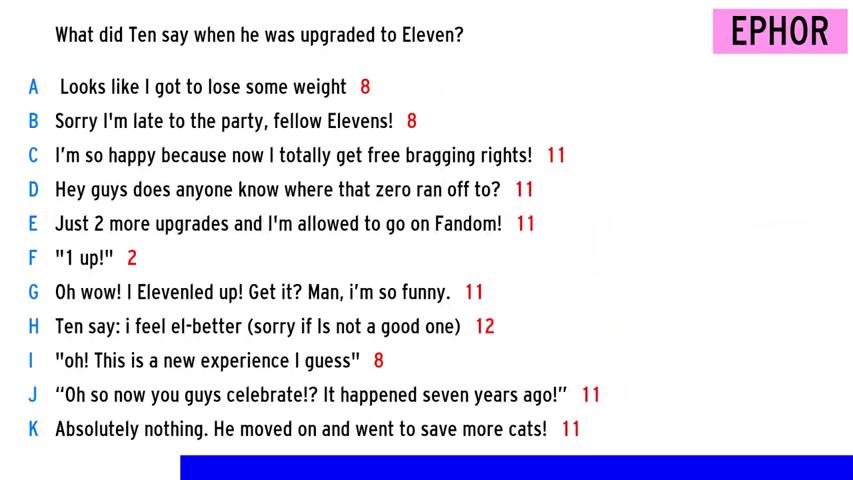 What did Ten say when he was upgraded to Eleven?
EPHOR
A Looks like I got to lose some weight 8
B Sorry I'm late to the party, fellow Elevens! 8
C I'm so happy because now I totally get free bragging rights! 11
D Hey guys does anyone know where that zero ran off to? 11
E Just 2 more upgrades and I'm allowed to go on Fandom! 11
F "1 up!" 2
G Oh wow! I Elevenled up! Get it? Man, i'm so funny. 11
H Ten say: i feel el-better (sorry if Is not a good one) 12
I "oh! This is a new experience I guess" 8
J “Oh so now you guys celebrate!? It happened seven years ago!” 11
K Absolutely nothing. He moved on and went to save more cats! 11